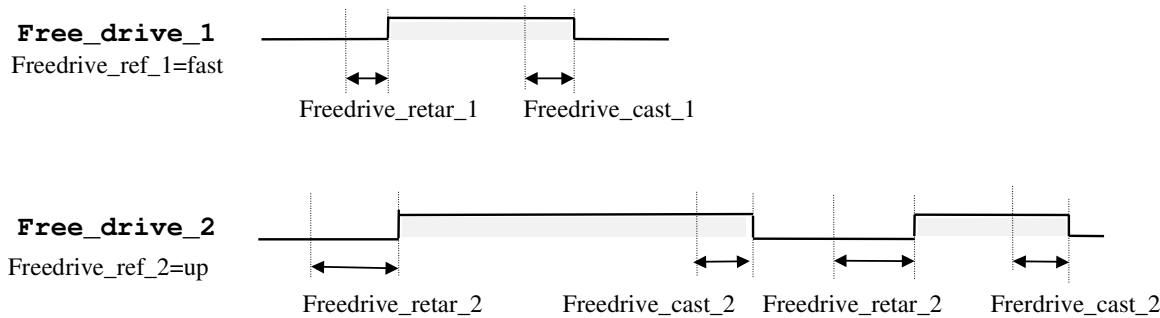 Free_drive_1
Freedrive_ref_1=fast
Freedrive_retar_1 Freedrive_cast_1
Free_drive_2
Freedrive_ref_2=up
Freedrive_retar_2 Freedrive_cast_2 Freedrive_retar_2 Frerdrive_cast_2